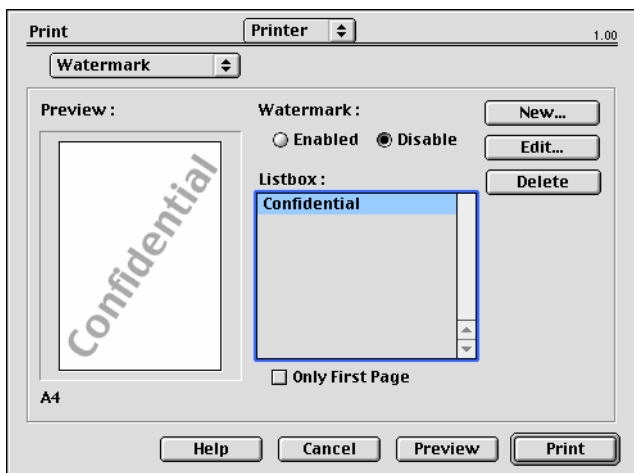 Print Printer 1.00
Watermark
Preview :
Confidential
A4
Watermark :
Enabled Disable
Listbox :
Confidential
Only First Page
New...
Edit...
Delete
Help Cancel Preview Print